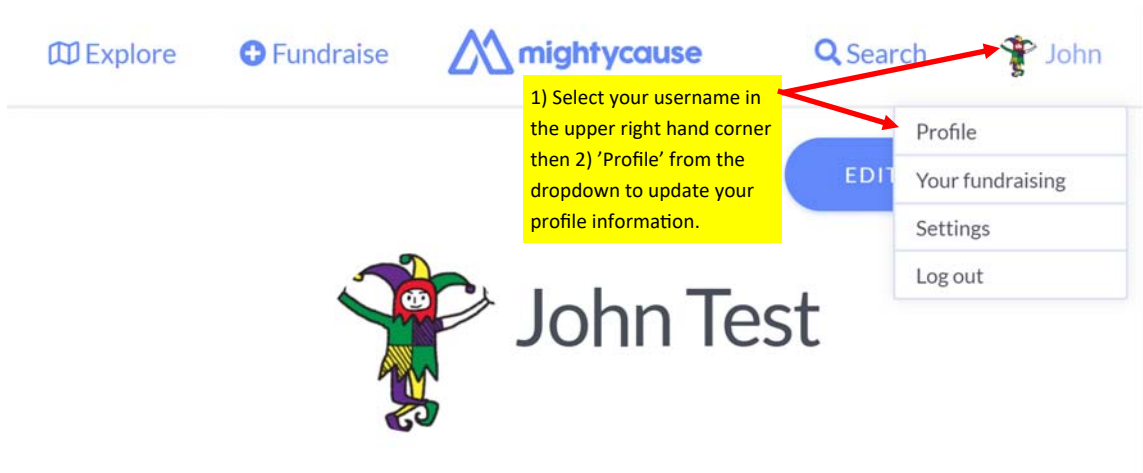 Explore Fundraise mightycause Search John
1) Select your username in
the upper right hand corner
then 2) ’Profile’ from the
dropdown to update your
profile information.
EDIT
Profile
Your fundraising
Settings
Log out
John Test